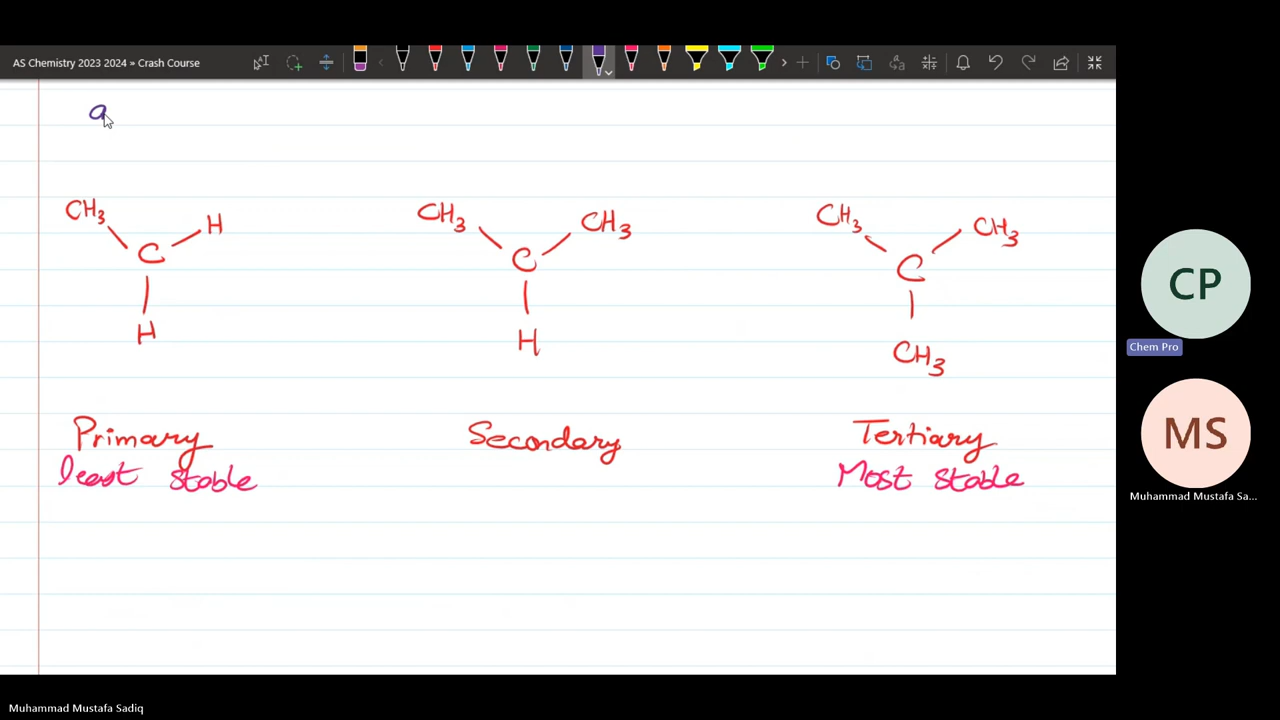 AS Chemistry 2023 2024 » Crash Course
a
CH3 H
C
H
CH3 CH3
C
H
CH3 CH3
C
CH3
Primary Secondary Tertiary
least stable Most stable
CP
Chem Pro
MS
Muhammad Mustafa Sa...
Muhammad Mustafa Sadiq